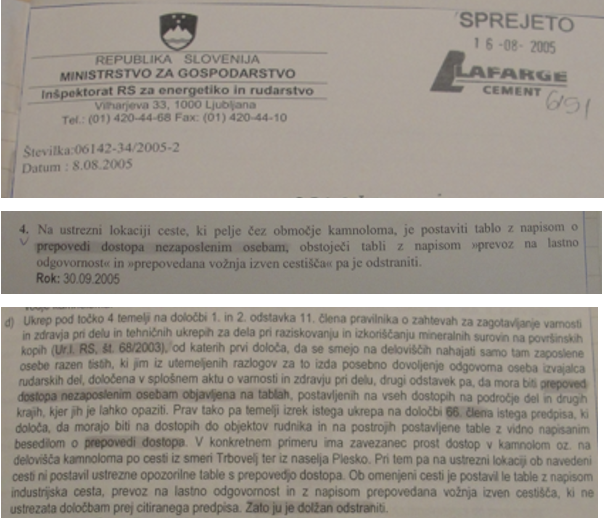 SPREJETO
16-08-2005
LAFARGE
CEMENT
691
REPUBLIKA SLOVENIJA
MINISTRSTVO ZA GOSPODARSTVO
Inšpektorat RS za energetiko in rudarstvo
Vilharjeva 33, 1000 Ljubljana
Tel.: (01) 420-44-68 Fax: (01) 420-44-10
Številka:06142-34/2005-2
Datum : 8.08.2005
4. Na ustrezni lokaciji ceste, ki pelje čez območje kamnoloma, je postaviti tablo z napisom o
prepovedi dostopa nezaposlenim osebam, obstoječi tabli z napisom »prevoz na lastno
odgovornost« in »prepovedana vožnja izven cestišča« pa je odstraniti.
Rok: 30.09.2005
d) Ukrep pod točko 4 temelji na določbi 1. in 2. odstavka 11. člena pravilnika o zahtevah za zagotavljanje varnosti
in zdravja pri delu in tehničnih ukrepih za dela pri raziskovanju in izkoriščanju mineralnih surovin na površinskih
kopih (Ur.l. RS, št. 68/2003), od katerih prvi določa, da se smejo na deloviščih nahajati samo tam zaposlene
osebe razen tistih, ki jim iz utemeljenih razlogov za to izda posebno dovoljenje odgovorna oseba izvajalca
rudarskih del, določena v splošnem aktu o varnosti in zdravju pri delu, drugi odstavek pa, da mora biti prepoved
dostopa nezaposlenim osebam objavljena na tablah, postavljenih na vseh dostopih na področje del in drugih
krajih, kjer jih je lahko opaziti. Prav tako pa temelji izrek istega ukrepa na določbi 66. člena istega predpisa, ki
določa, da morajo biti na dostopih do objektov rudnika in na postrojih postavljene table z vidno napisanim
besedilom o prepovedi dostopa. V konkretnem primeru ima zavezanec prost dostop v kamnolom oz. na
delovišča kamnoloma po cesti iz smeri Trbovelj ter iz naselja Plesko. Pri tem pa na ustrezni lokaciji ob navedeni
cesti ni postavil ustrezne opozorilne table s prepovedjo dostopa. Ob omenjeni cesti je postavil le table z napisom
industrijska cesta, prevoz na lastno odgovornost in z napisom prepovedana vožnja izven cestišča, ki ne
ustrezata določbam prej citiranega predpisa. Zato ju je dolžan odstraniti.